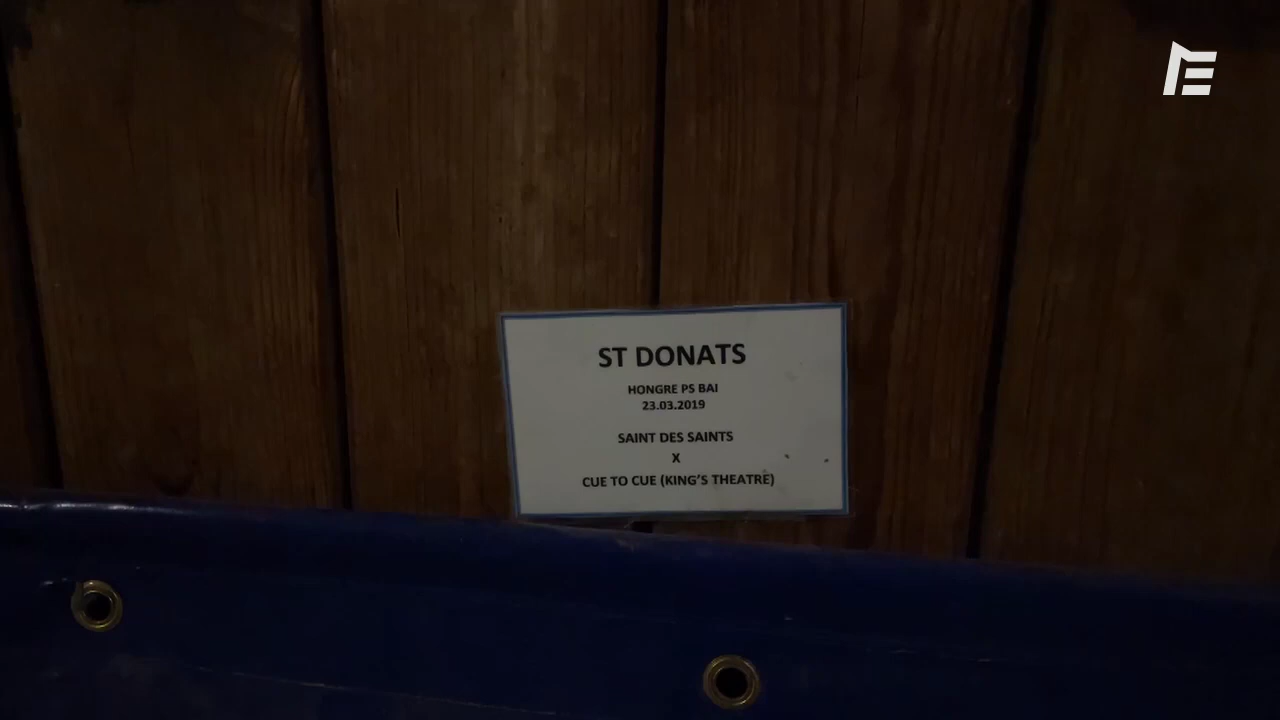 ST DONATS
HONGRE PS BAI
23.03.2019
SAINT DES SAINTS
X
CUE TO CUE (KING'S THEATRE)